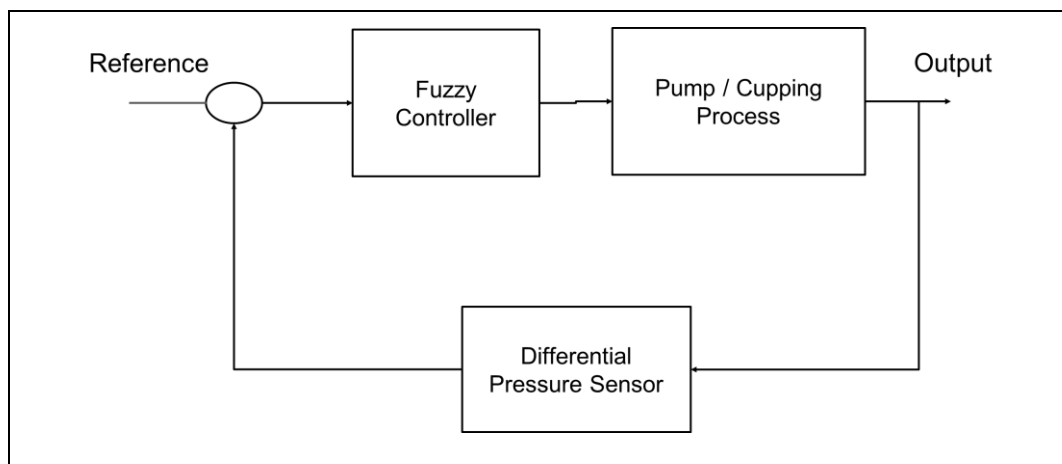 Reference
Fuzzy
Controller
Pump / Cupping
Process
Output
Differential
Pressure Sensor